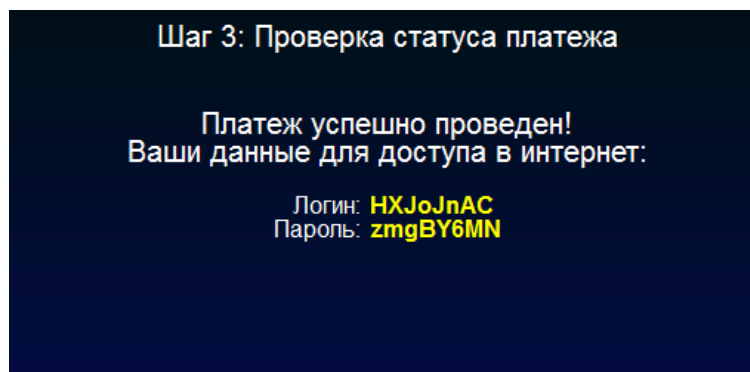 Шаг 3: Проверка статуса платежа
Платеж успешно проведен!
Ваши данные для доступа в интернет:
Логин: HXJoJnAC
Пароль: zmgBY6MN